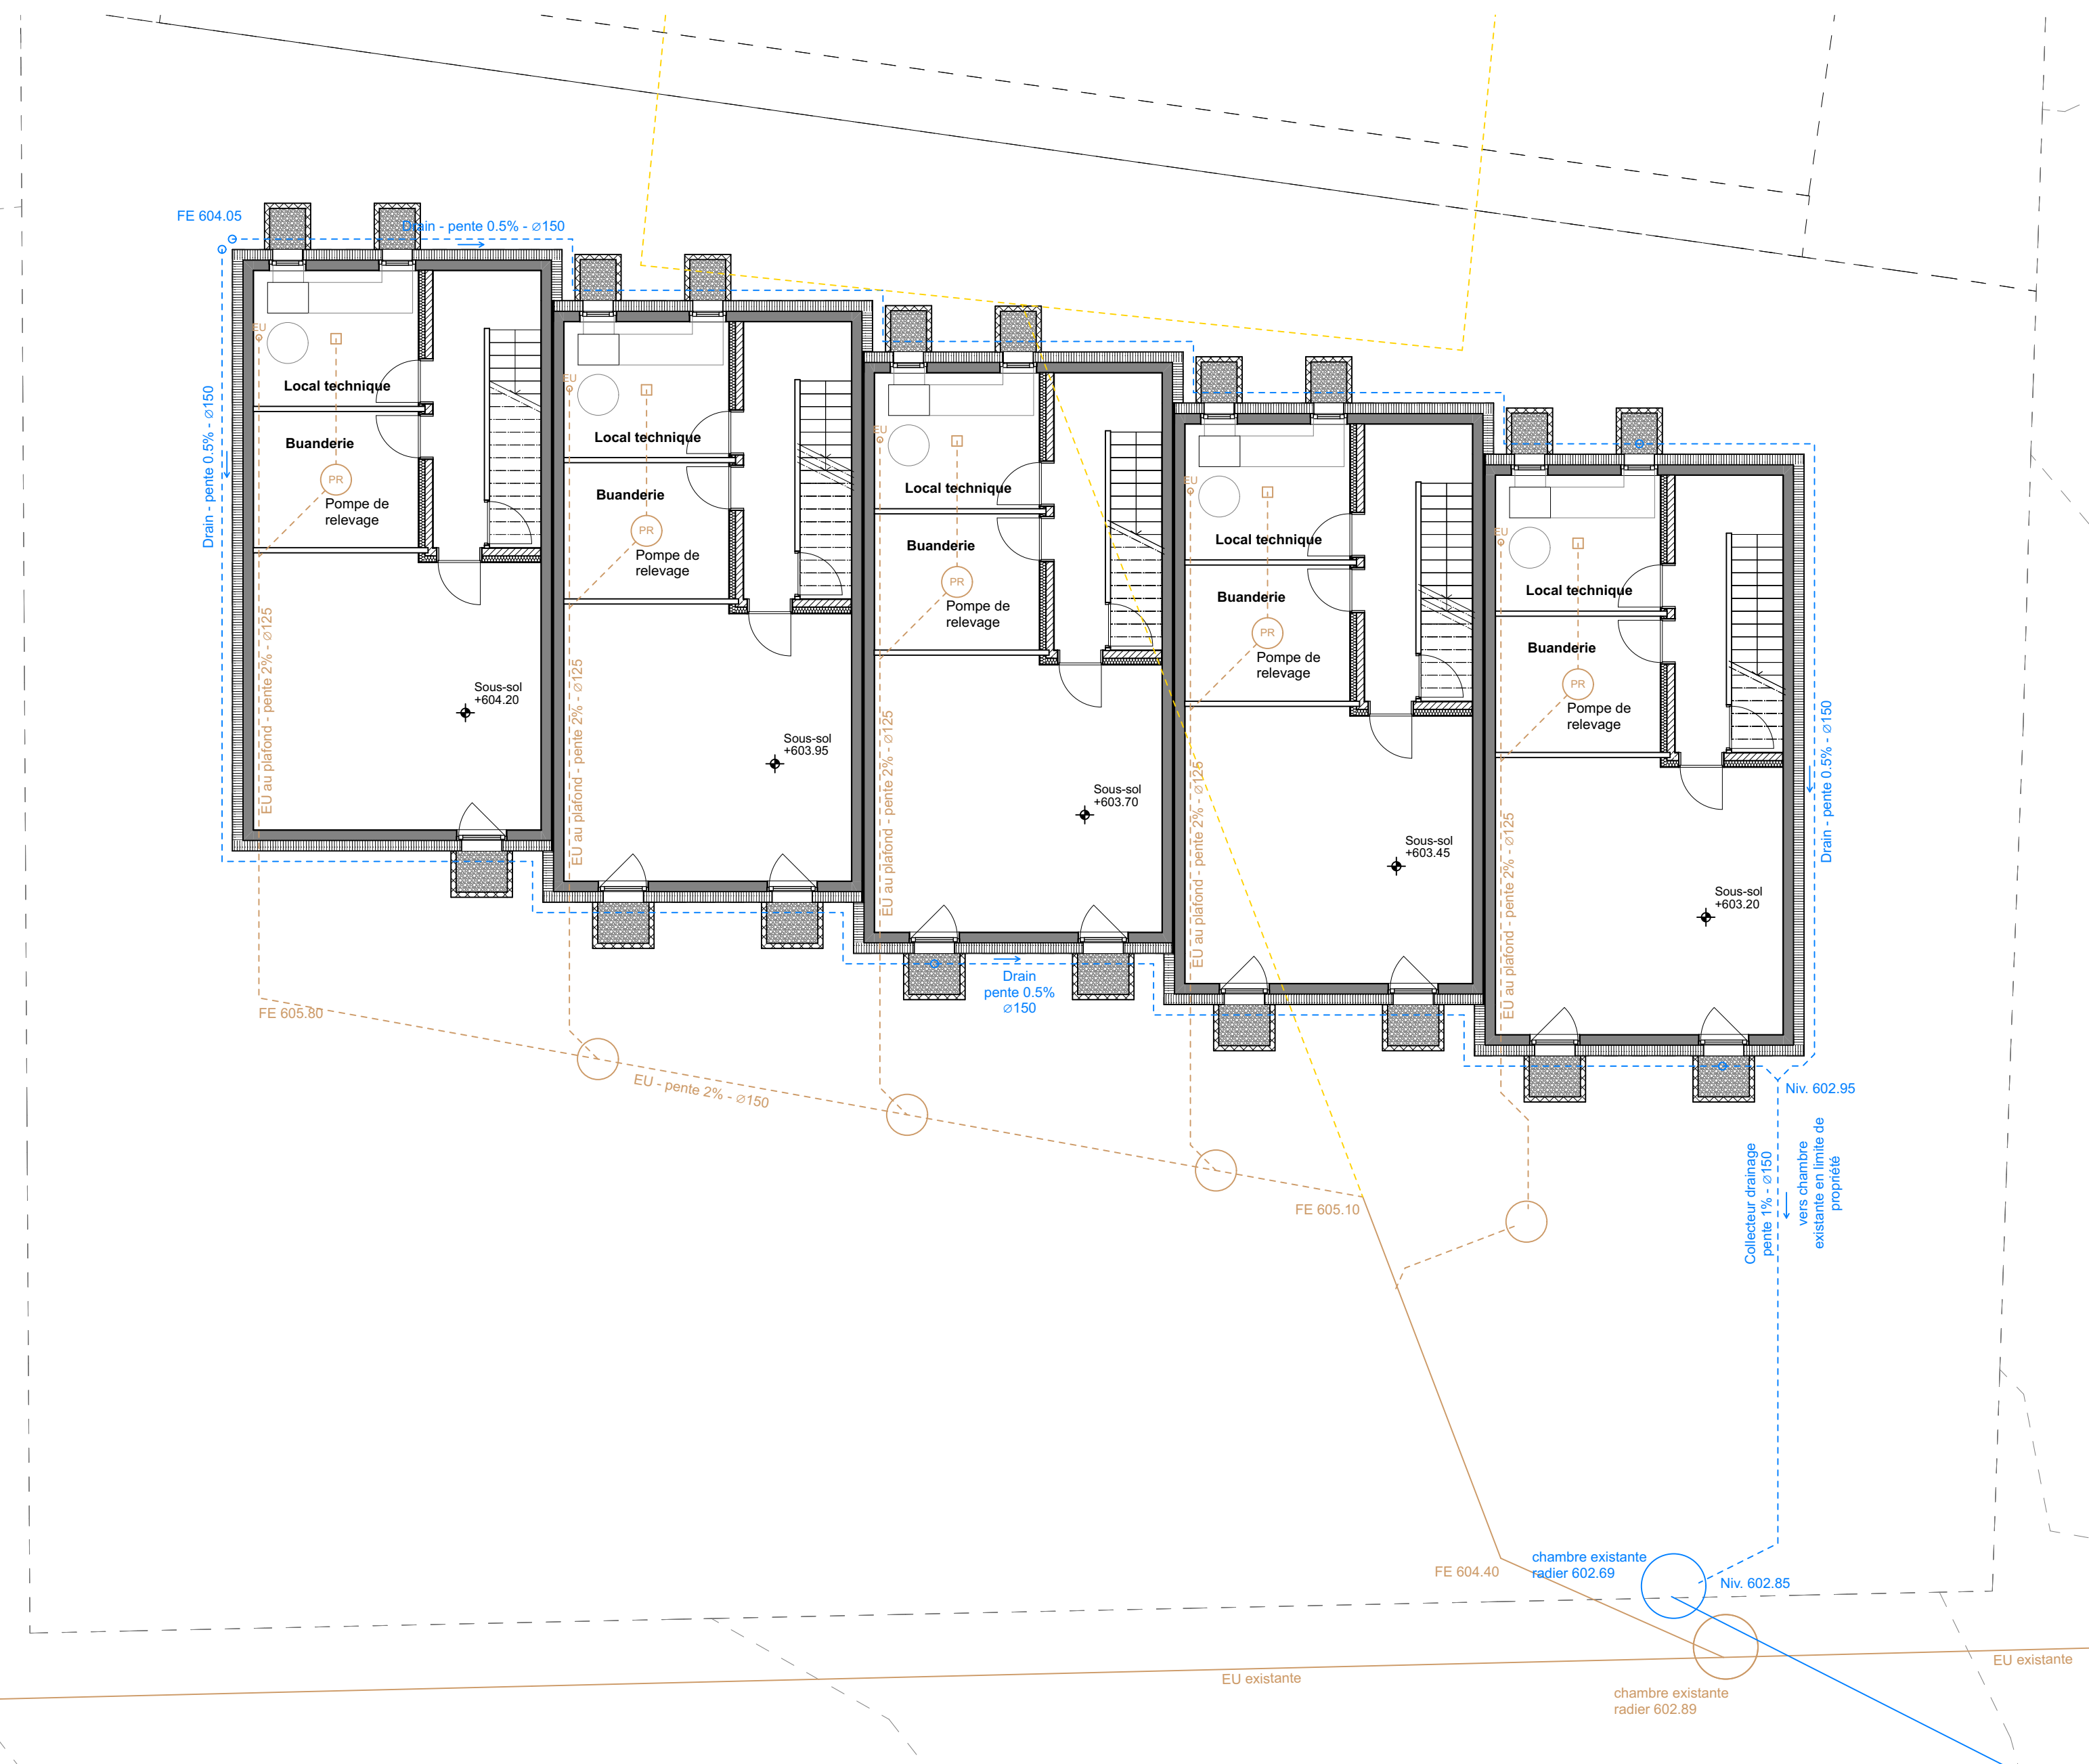 FE 604.05
Drain - pente 0.5% - ⌀150
Drain - pente 0.5% - ⌀150
EU
Local technique
Buanderie
PR
Pompe de
relevage
EU au plafond - pente 2% - ⌀125
Sous-sol
+604.20
EU
Local technique
Buanderie
PR
Pompe de
relevage
EU au plafond - pente 2% - ⌀125
Sous-sol
+603.95
EU
Local technique
Buanderie
PR
Pompe de
relevage
EU au plafond - pente 2% - ⌀125
Sous-sol
+603.70
EU
Local technique
Buanderie
PR
Pompe de
relevage
EU au plafond - pente 2% - ⌀125
Sous-sol
+603.45
EU
Local technique
Buanderie
PR
Pompe de
relevage
EU au plafond - pente 2% - ⌀125
Sous-sol
+603.20
Drain - pente 0.5% - ⌀150
Drain
pente 0.5%
⌀150
FE 605.80
EU - pente 2% - ⌀150
FE 605.10
Niv. 602.95
Collecteur drainage
pente 1% - ⌀150
vers chambre
existante en limite de
propriété
FE 604.40
chambre existante
radier 602.69
Niv. 602.85
EU existante
EU existante
chambre existante
radier 602.89